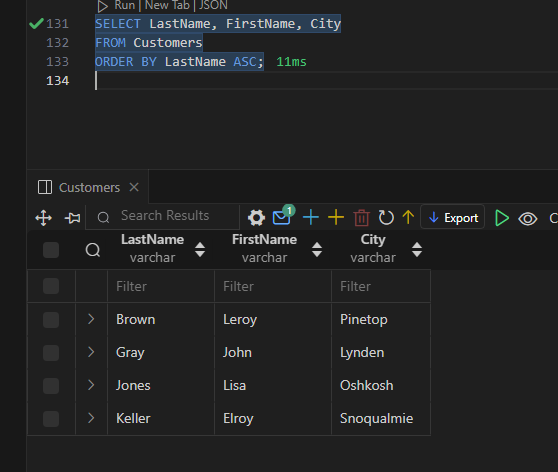 Run | New Tab | JSON
131 SELECT LastName, FirstName, City
132 FROM Customers
133 ORDER BY LastName ASC; 11ms
134
Customers
Search Results 1 Export C
LastName FirstName City
varchar varchar varchar
Filter Filter Filter
Brown Leroy Pinetop
Gray John Lynden
Jones Lisa Oshkosh
Keller Elroy Snoqualmie